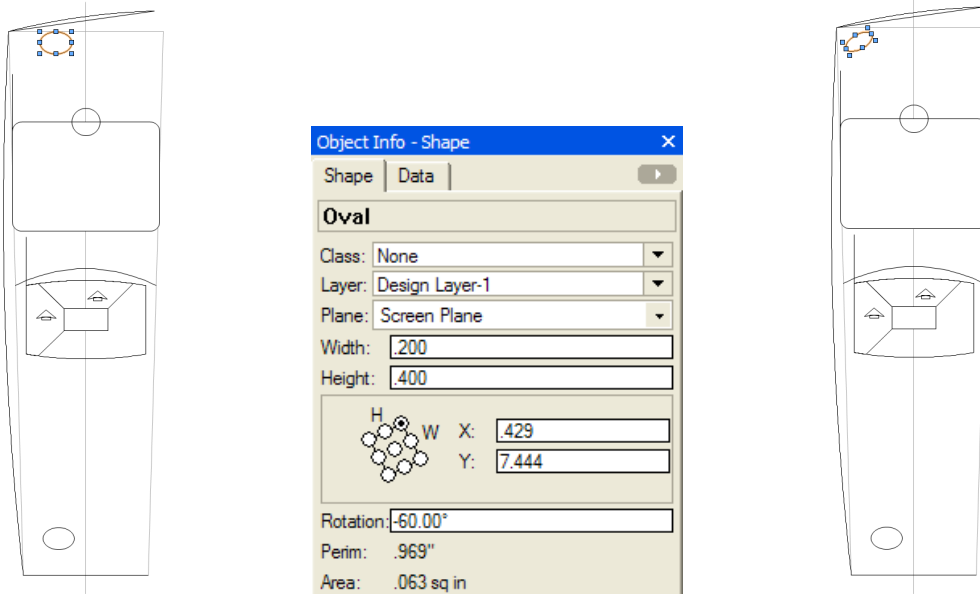 Object Info - Shape
Shape Data
Oval
Class: None
Layer: Design Layer-1
Plane: Screen Plane
Width: .200
Height: .400
H
W X: .429
Y: 7.444
Rotation: -60.00°
Perim: .969"
Area: .063 sq in